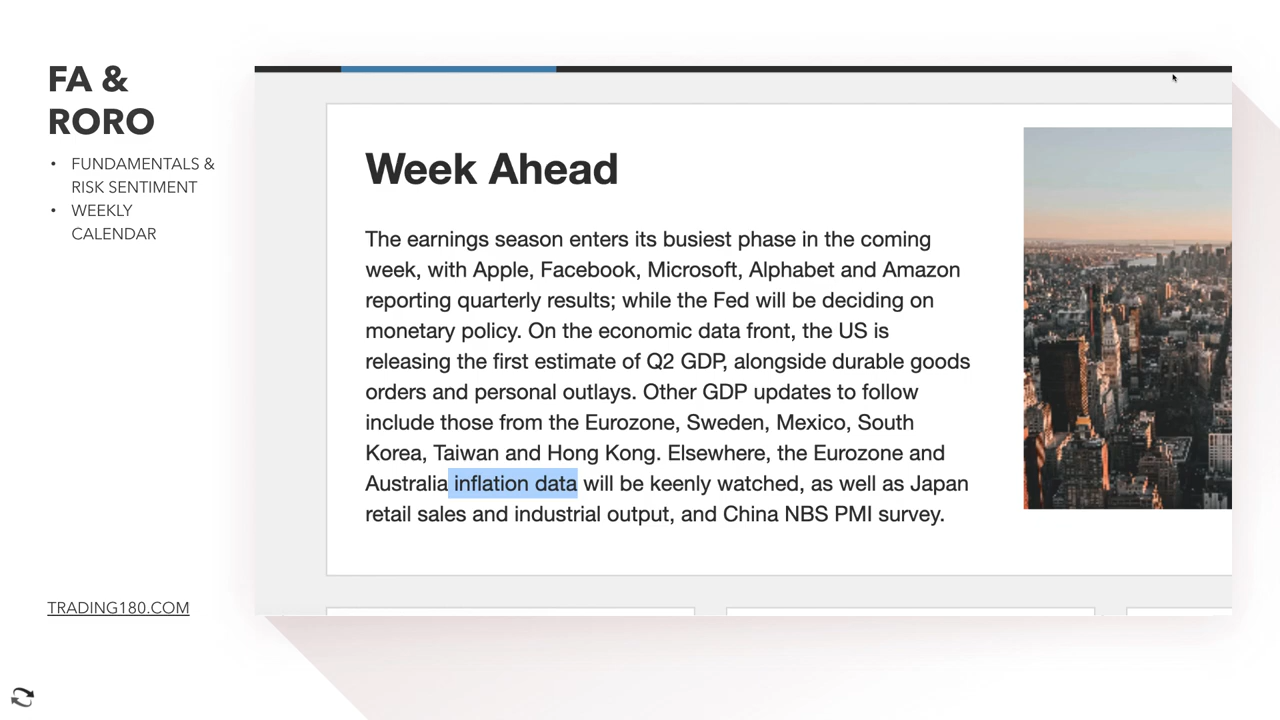 FA &
RORO
• FUNDAMENTALS &
RISK SENTIMENT
• WEEKLY
CALENDAR
TRADING180.COM
Week Ahead
The earnings season enters its busiest phase in the coming
week, with Apple, Facebook, Microsoft, Alphabet and Amazon
reporting quarterly results; while the Fed will be deciding on
monetary policy. On the economic data front, the US is
releasing the first estimate of Q2 GDP, alongside durable goods
orders and personal outlays. Other GDP updates to follow
include those from the Eurozone, Sweden, Mexico, South
Korea, Taiwan and Hong Kong. Elsewhere, the Eurozone and
Australia inflation data will be keenly watched, as well as Japan
retail sales and industrial output, and China NBS PMI survey.